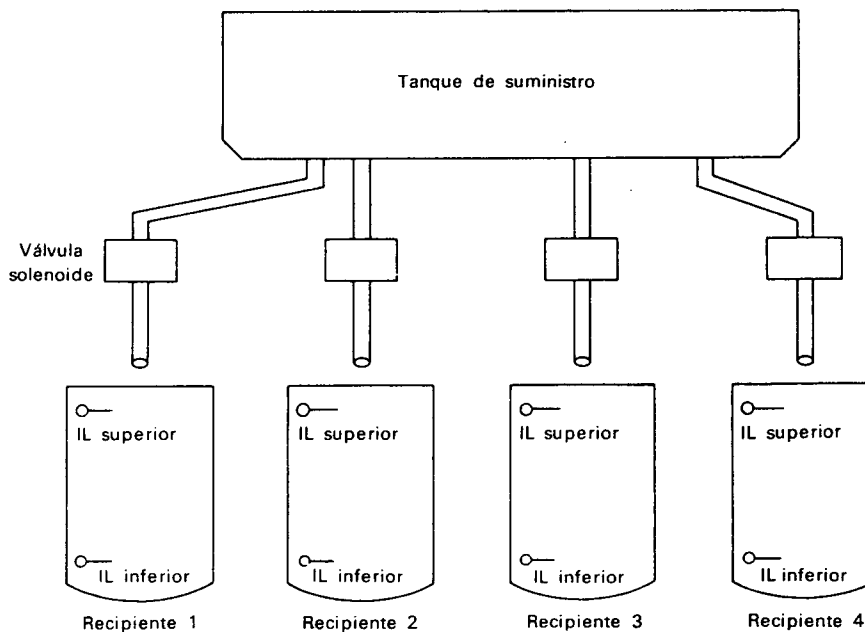 Tanque de suministro
Válvula
solenoide
IL superior
IL superior
IL superior
IL superior
IL inferior
IL inferior
IL inferior
IL inferior
Recipiente 1
Recipiente 2
Recipiente 3
Recipiente 4